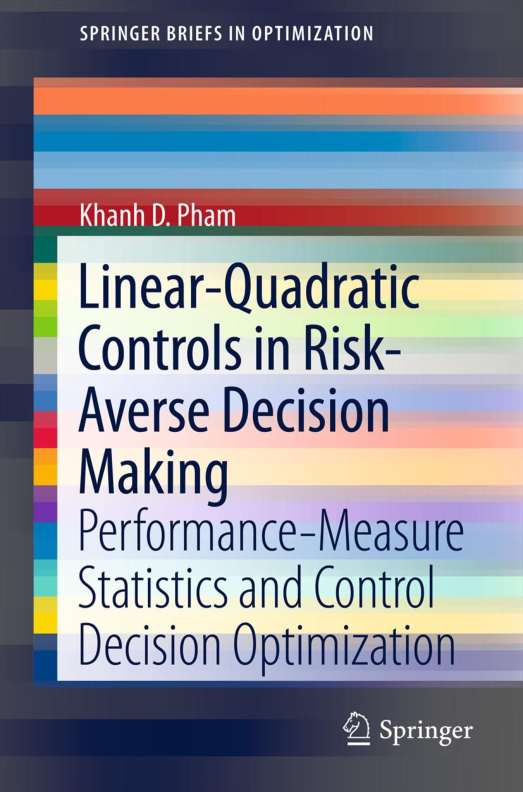 SPRINGER BRIEFS IN OPTIMIZATION
Khanh D. Pham
Linear-Quadratic
Controls in Risk-
Averse Decision
Making
Performance-Measure
Statistics and Control
Decision Optimization
Springer